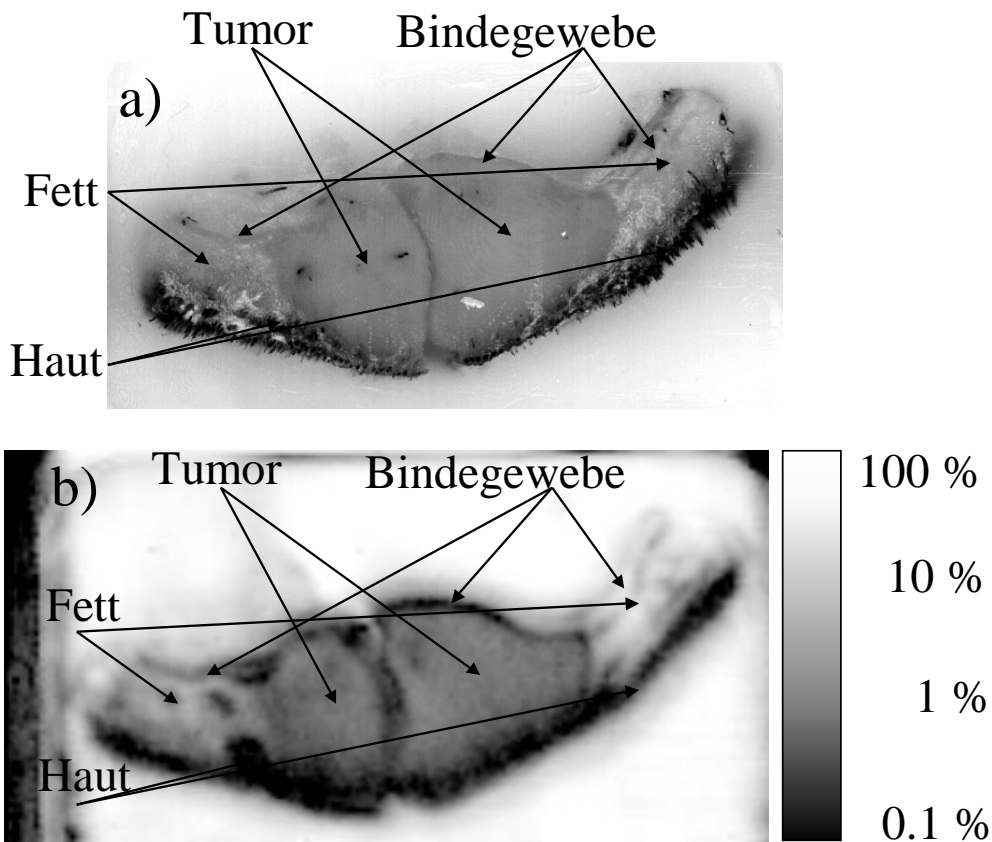 Tumor Bindegewebe
a)
Fett
Haut
b) Tumor Bindegewebe
Fett
Haut
100 %
10 %
1 %
0.1 %